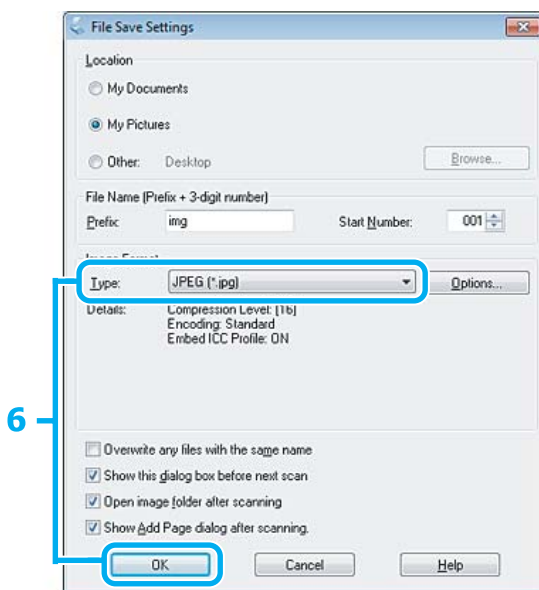 File Save Settings
Location
My Documents
My Pictures
Other: Desktop Browse...
File Name (Prefix + 3-digit number)
Prefix: img Start Number: 001
Image Format
Type: JPEG (*.jpg) Options...
Details: Compression Level: [16]
Encoding: Standard
Embed ICC Profile: ON
6
Overwrite any files with the same name
Show this dialog box before next scan
Open image folder after scanning
Show Add Page dialog after scanning.
OK Cancel Help